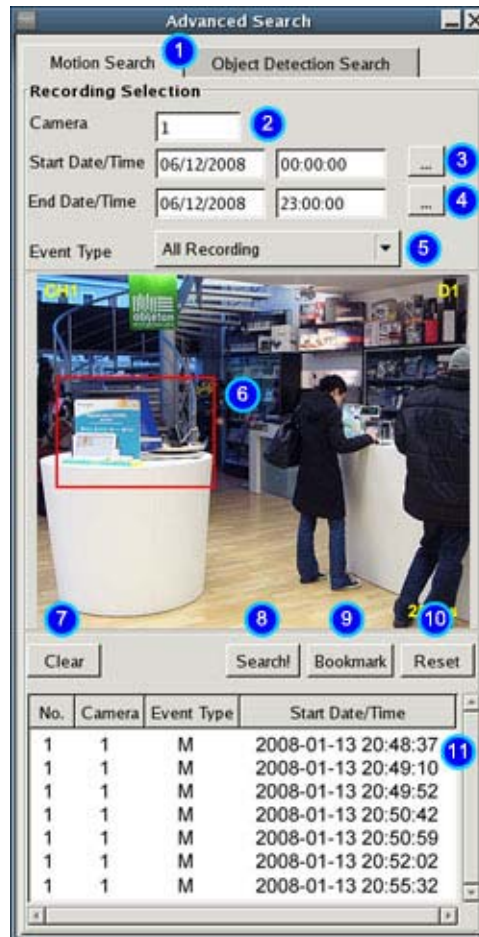 Advanced Search
Motion Search 1 Object Detection Search
Recording Selection
Camera 1 2
Start Date/Time 06/12/2008 00:00:00 ... 3
End Date/Time 06/12/2008 23:00:00 ... 4
Event Type All Recording 5
CH1 D1
ableton
6
7 8 9 10
Clear Search! Bookmark Reset
No. Camera Event Type Start Date/Time
11
1 1 M 2008-01-13 20:48:37
1 1 M 2008-01-13 20:49:10
1 1 M 2008-01-13 20:49:52
1 1 M 2008-01-13 20:50:42
1 1 M 2008-01-13 20:50:59
1 1 M 2008-01-13 20:52:02
1 1 M 2008-01-13 20:55:32